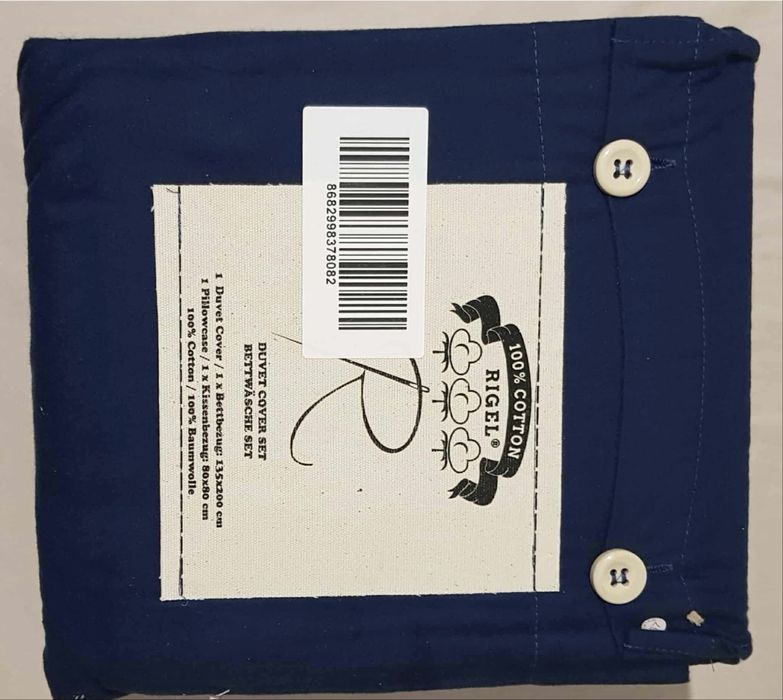 100% COTTON
RIGEL®
R
8682998378082
DUVET COVER SET
BETTWÄSCHE SET
1 Duvet Cover / 1 x Bettbezug: 135x200 cm
1 Pillowcase / 1 x Kissenbezug: 80x80 cm
100% Cotton / 100% Baumwolle